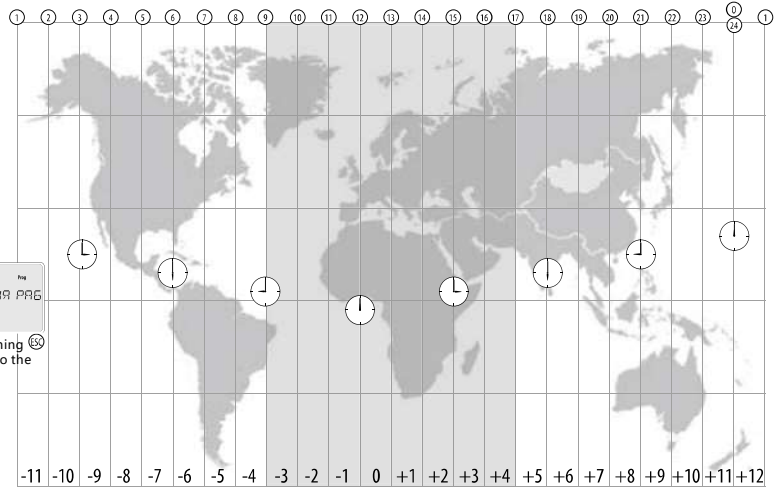 1 2 3 4 5 6 7 8 9 10 11 12 13 14 15 16 17 18 19 20 21 22 23 0 1
24
Prog
PAG
ning ESC
o the
-11 -10 -9 -8 -7 -6 -5 -4 -3 -2 -1 0 +1 +2 +3 +4 +5 +6 +7 +8 +9 +10 +11 +12